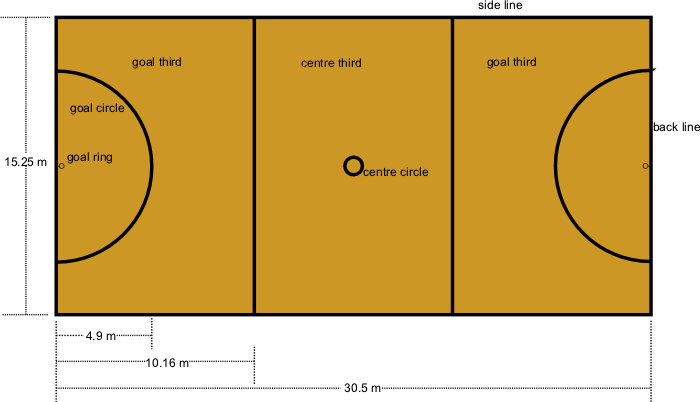 side line
goal third
centre third
goal third
goal circle
back line
goal ring
15.25 m
centre circle
4.9 m
10.16 m
30.5 m